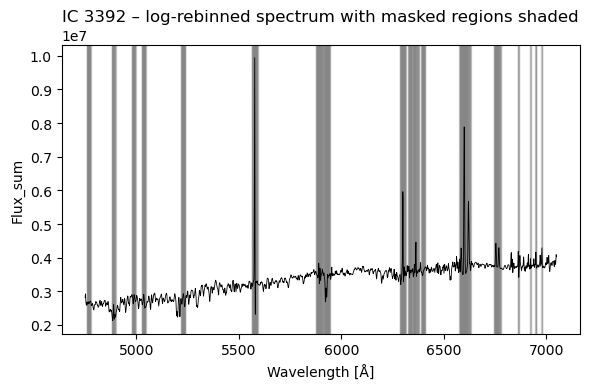 IC 3392 – log-rebinned spectrum with masked regions shaded
1e7
1.0
0.9
0.8
0.7
0.6
0.5
0.4
0.3
0.2
Flux_sum
5000 5500 6000 6500 7000
Wavelength [Å]